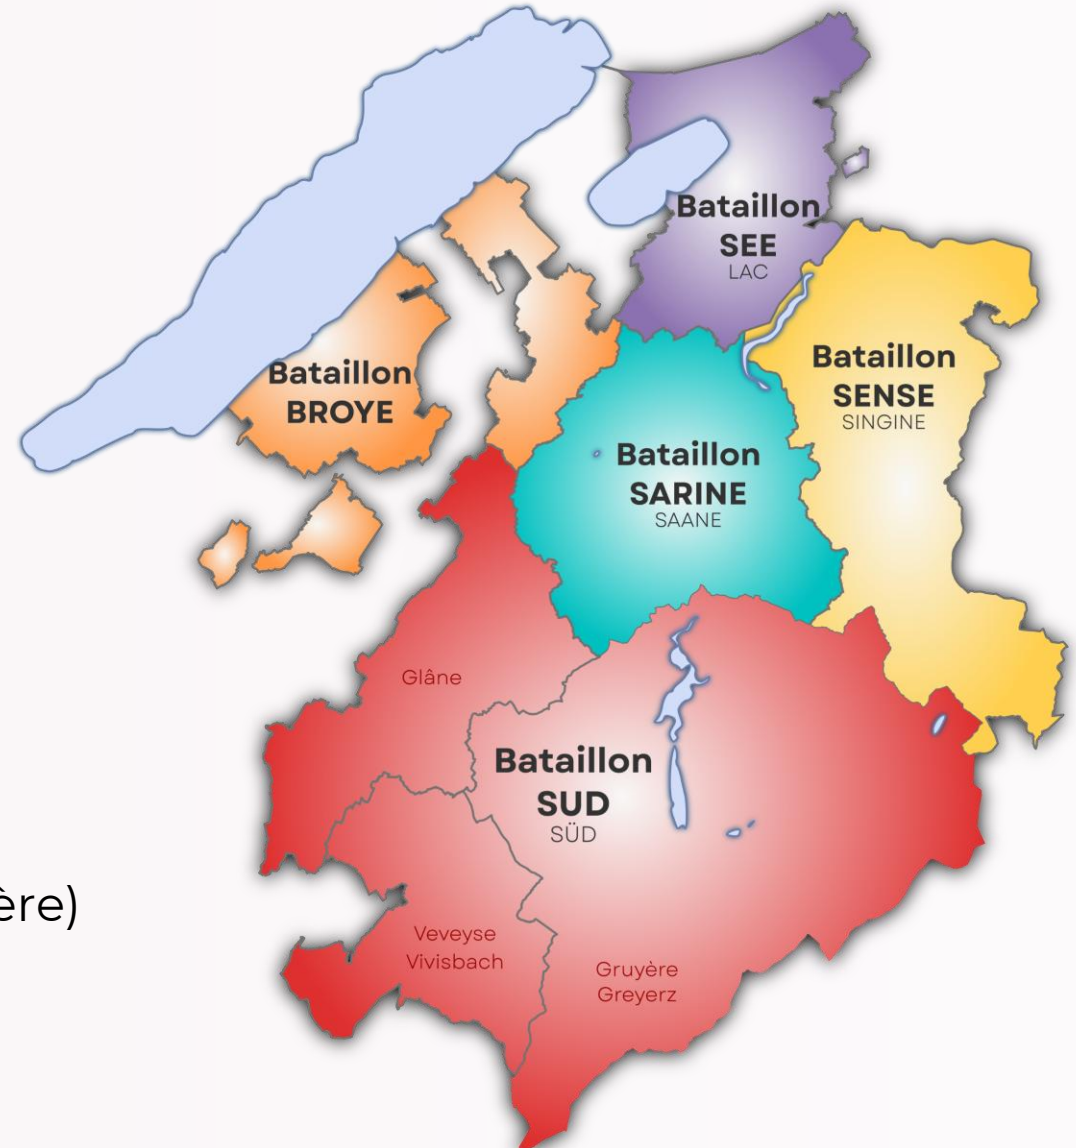 Bataillon
SEE
LAC
Bataillon
SENSE
SINGINE
Bataillon
BROYE
Bataillon
SARINE
SAANE
Glâne
Bataillon
SUD
SÜD
ère)
Veveyse
Vivisbach
Gruyère
Greyerz